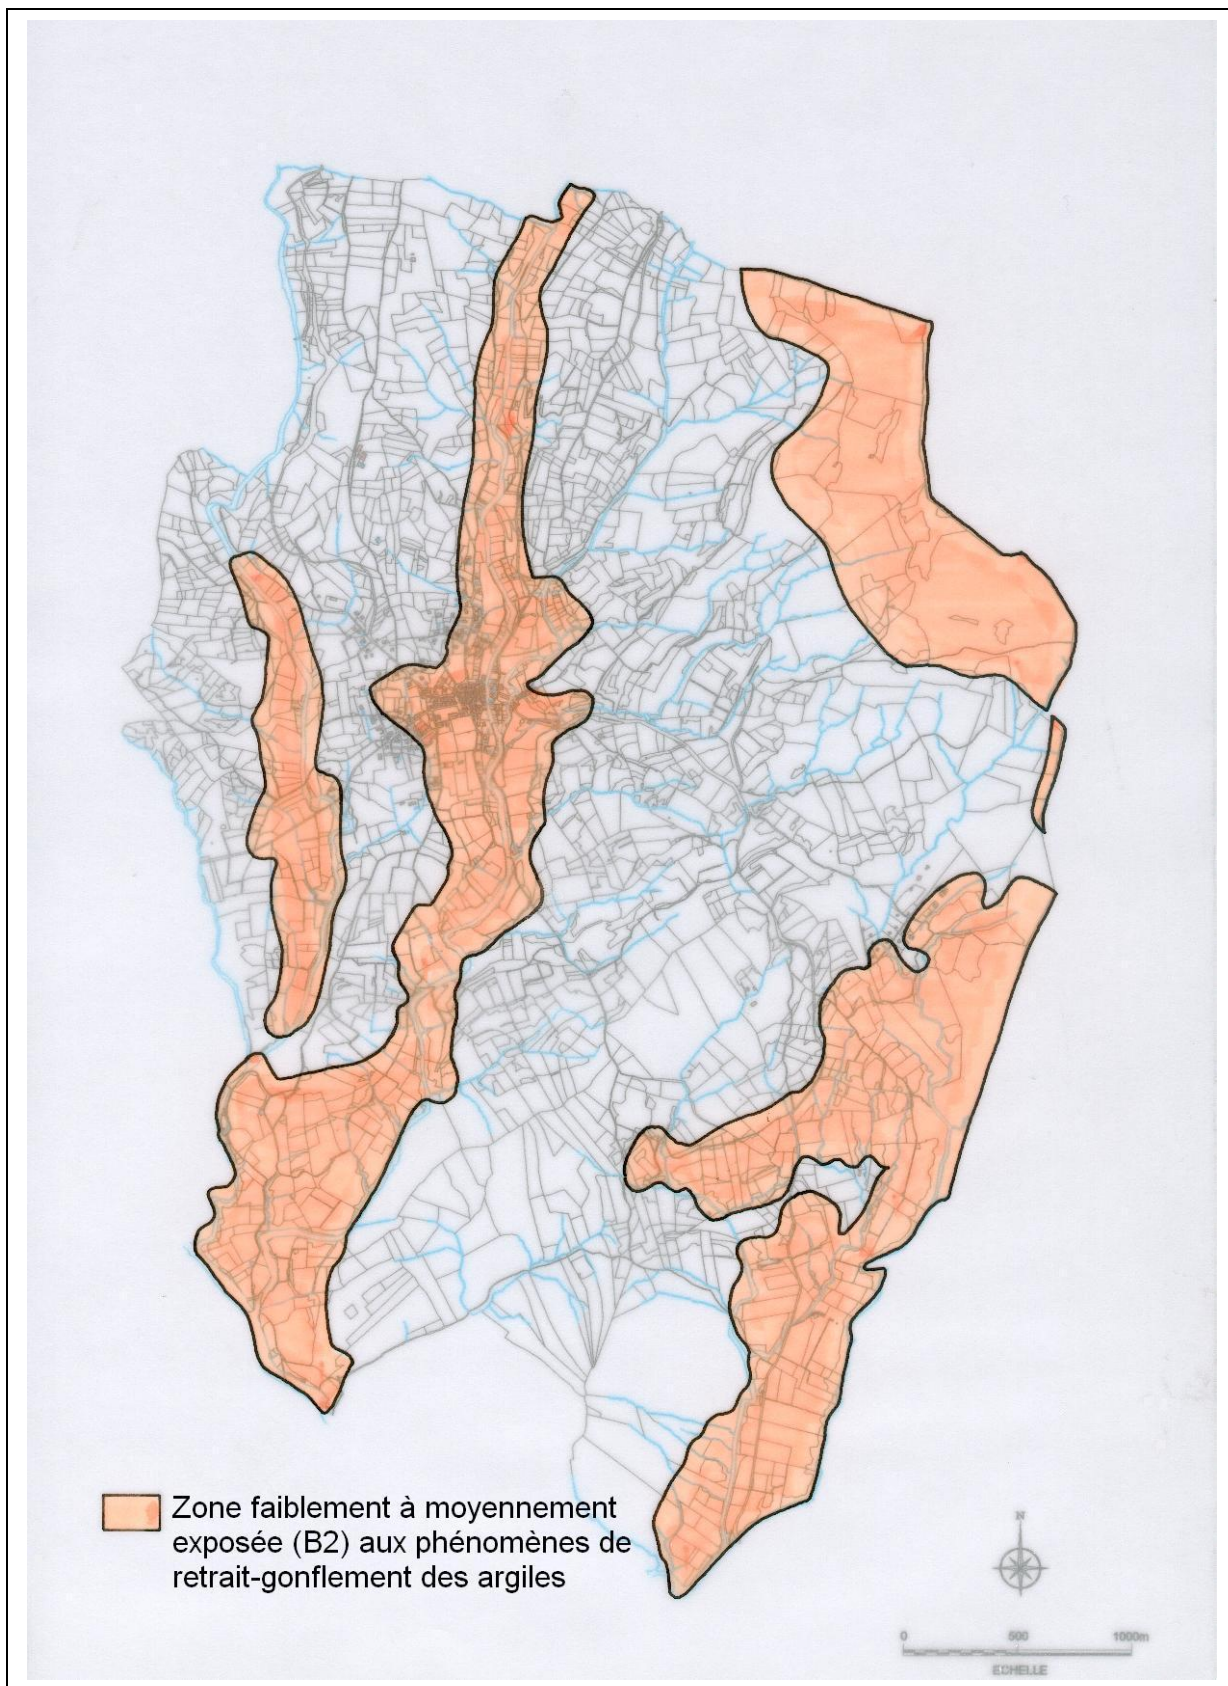 Zone faiblement à moyennement
exposée (B2) aux phénomènes de
retrait-gonflement des argiles
N
0 500 1000m
ECHELLE